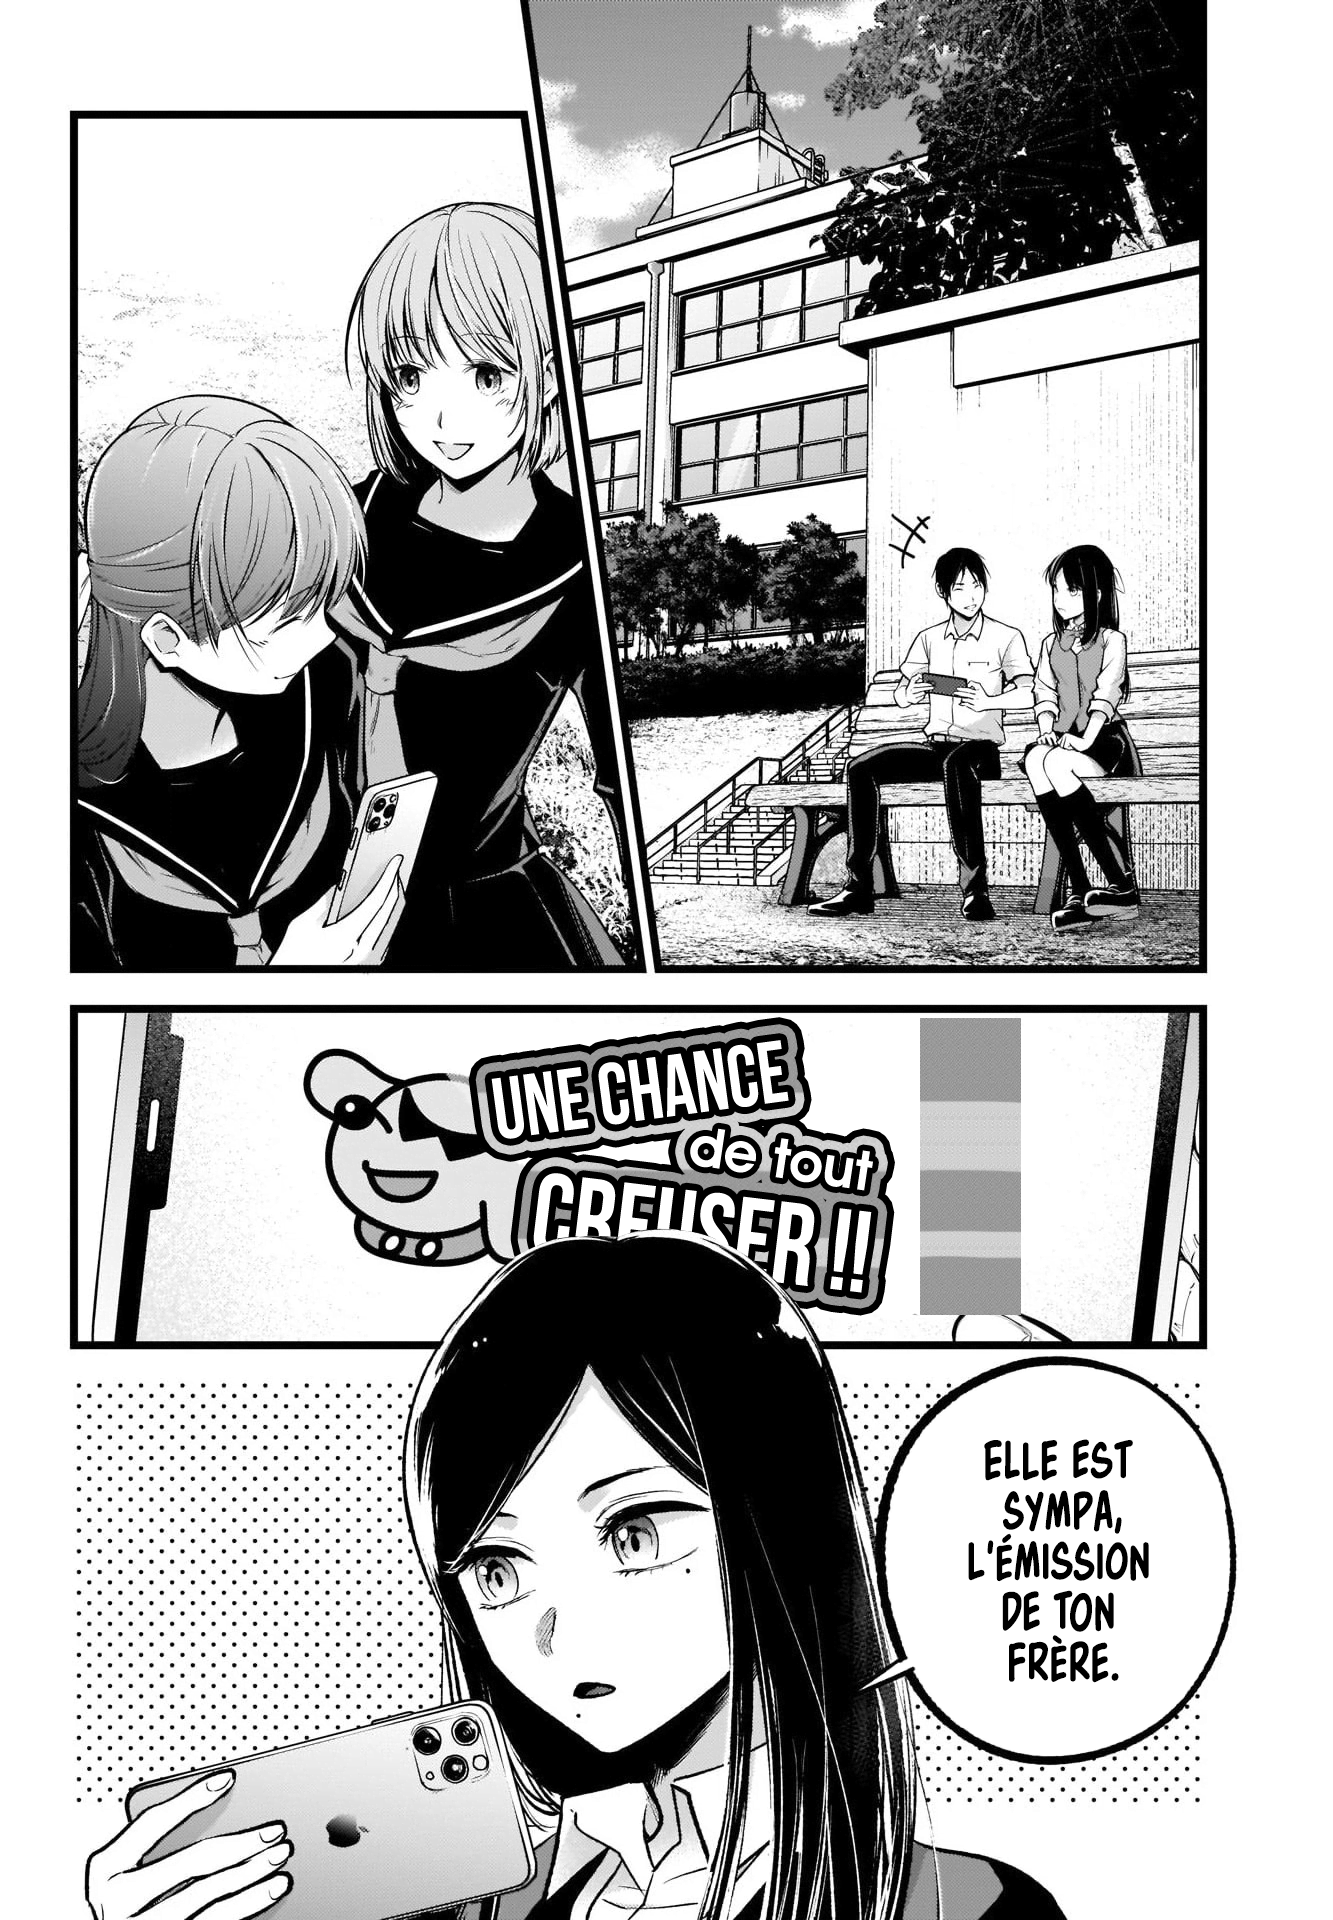 UNE CHANCE
de tout
CREUSER !!
ELLE EST
SYMPA,
L'ÉMISSION
DE TON
FRÈRE.